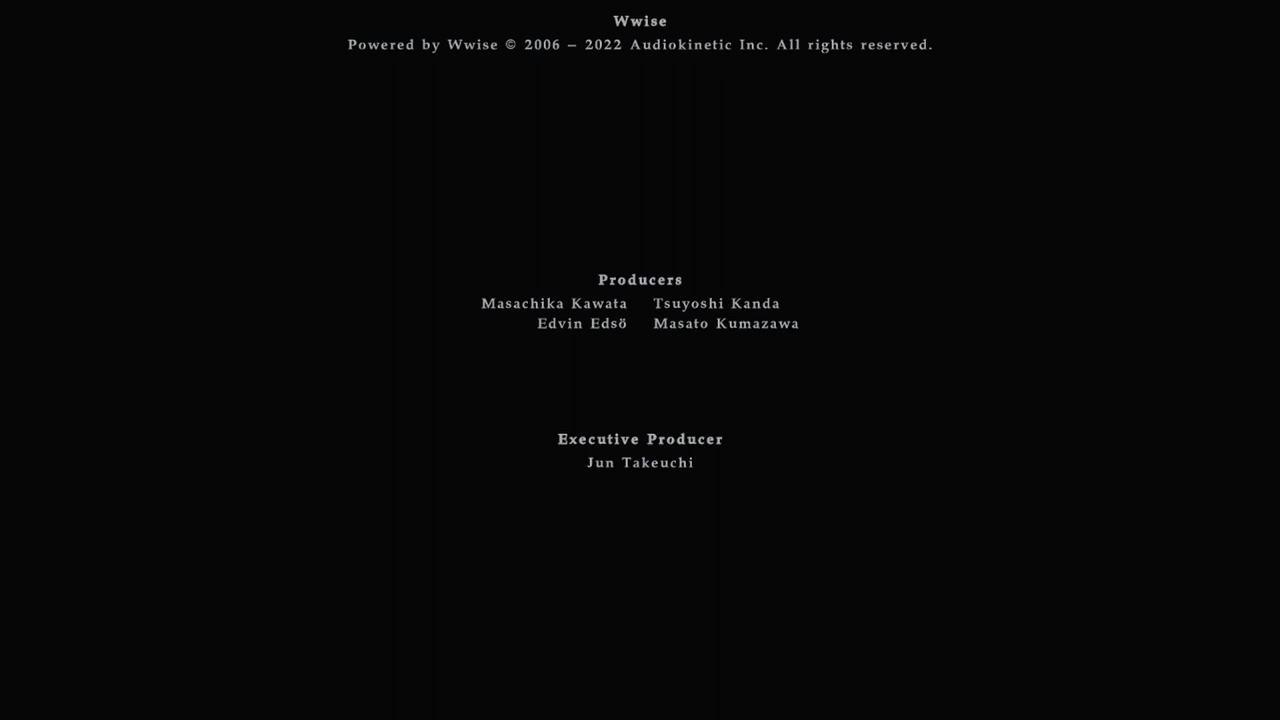 Wwise
Powered by Wwise © 2006 – 2022 Audiokinetic Inc. All rights reserved.
Producers
Masachika Kawata Tsuyoshi Kanda
Edvin Edsö Masato Kumazawa
Executive Producer
Jun Takeuchi